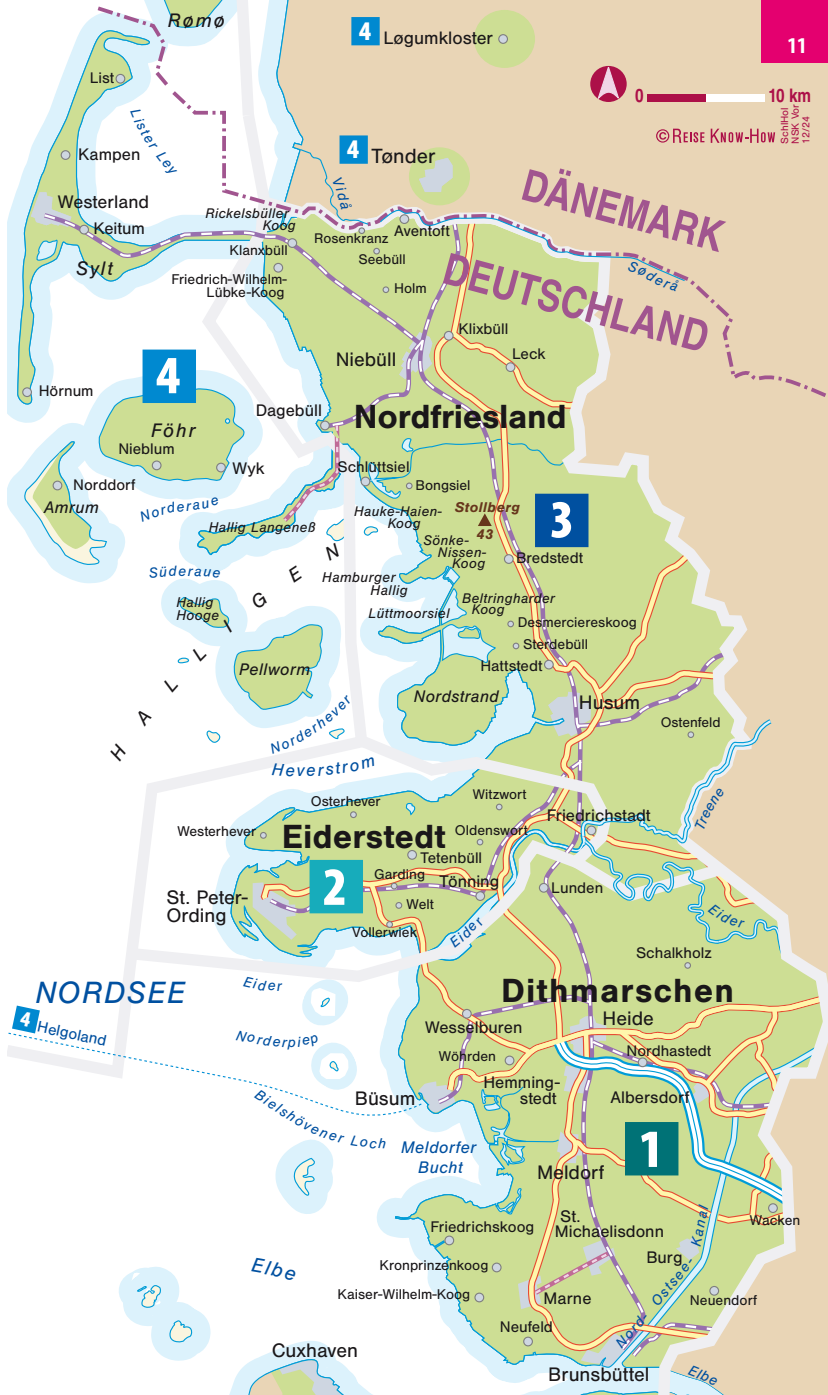 Rømø
4 Løgumkloster
11
List
0 10 km
© REISE KNOW-HOW
SchlHol
NSK Vor
12/24
Lister Ley
Kampen
4 Tønder
Westerland
Keitum
Sylt
Vidå
DÄNEMARK
DEUTSCHLAND
Rickelsbüller
Koog
Rosenkranz
Aventoft
Seebüll
Klanxbüll
Friedrich-Wilhelm-
Lübke-Koog
Holm
Søderå
Klixbüll
Leck
Niebüll
4
Hörnum
Föhr
Nieblum
Wyk
Dagebüll
Nordfriesland
Norddorf
Amrum
Norderaue
Schlüttsiel
Bongsiel
Hallig Langeneß
Hauke-Haien-
Koog
Stollberg
43
3
Sönke-
Nissen-
Koog
Bredstedt
Süderaue
Hamburger
Hallig
Hallig
Hooge
HALLIGEN
Lüttmoorsiel
Beltringharder
Koog
Desmerciereskoog
Sterdebüll
Hattstedt
Pellworm
Nordstrand
Husum
Ostenfeld
Norderhever
Heverstrom
Treene
Osterhever
Witzwort
Friedrichstadt
Westerhever
Eiderstedt
Oldenswort
Tetenbüll
Garding
2
Tönning
St. Peter-
Ording
Welt
Vollerwiek
Eider
Lunden
Eider
Schalkholz
NORDSEE
Eider
Dithmarschen
4 Helgoland
Norderpiep
Wesselburen
Heide
Wöhrden
Nordhastedt
Hemming-
stedt
Albersdorf
Büsum
Bielshövener Loch
Meldorfer
Bucht
1
Meldorf
Wacken
Friedrichskoog
St.
Michaelisdonn
Burg
Nord-Ostsee-Kanal
Elbe
Kronprinzenkoog
Kaiser-Wilhelm-Koog
Marne
Neuendorf
Neufeld
Cuxhaven
Brunsbüttel
Elbe